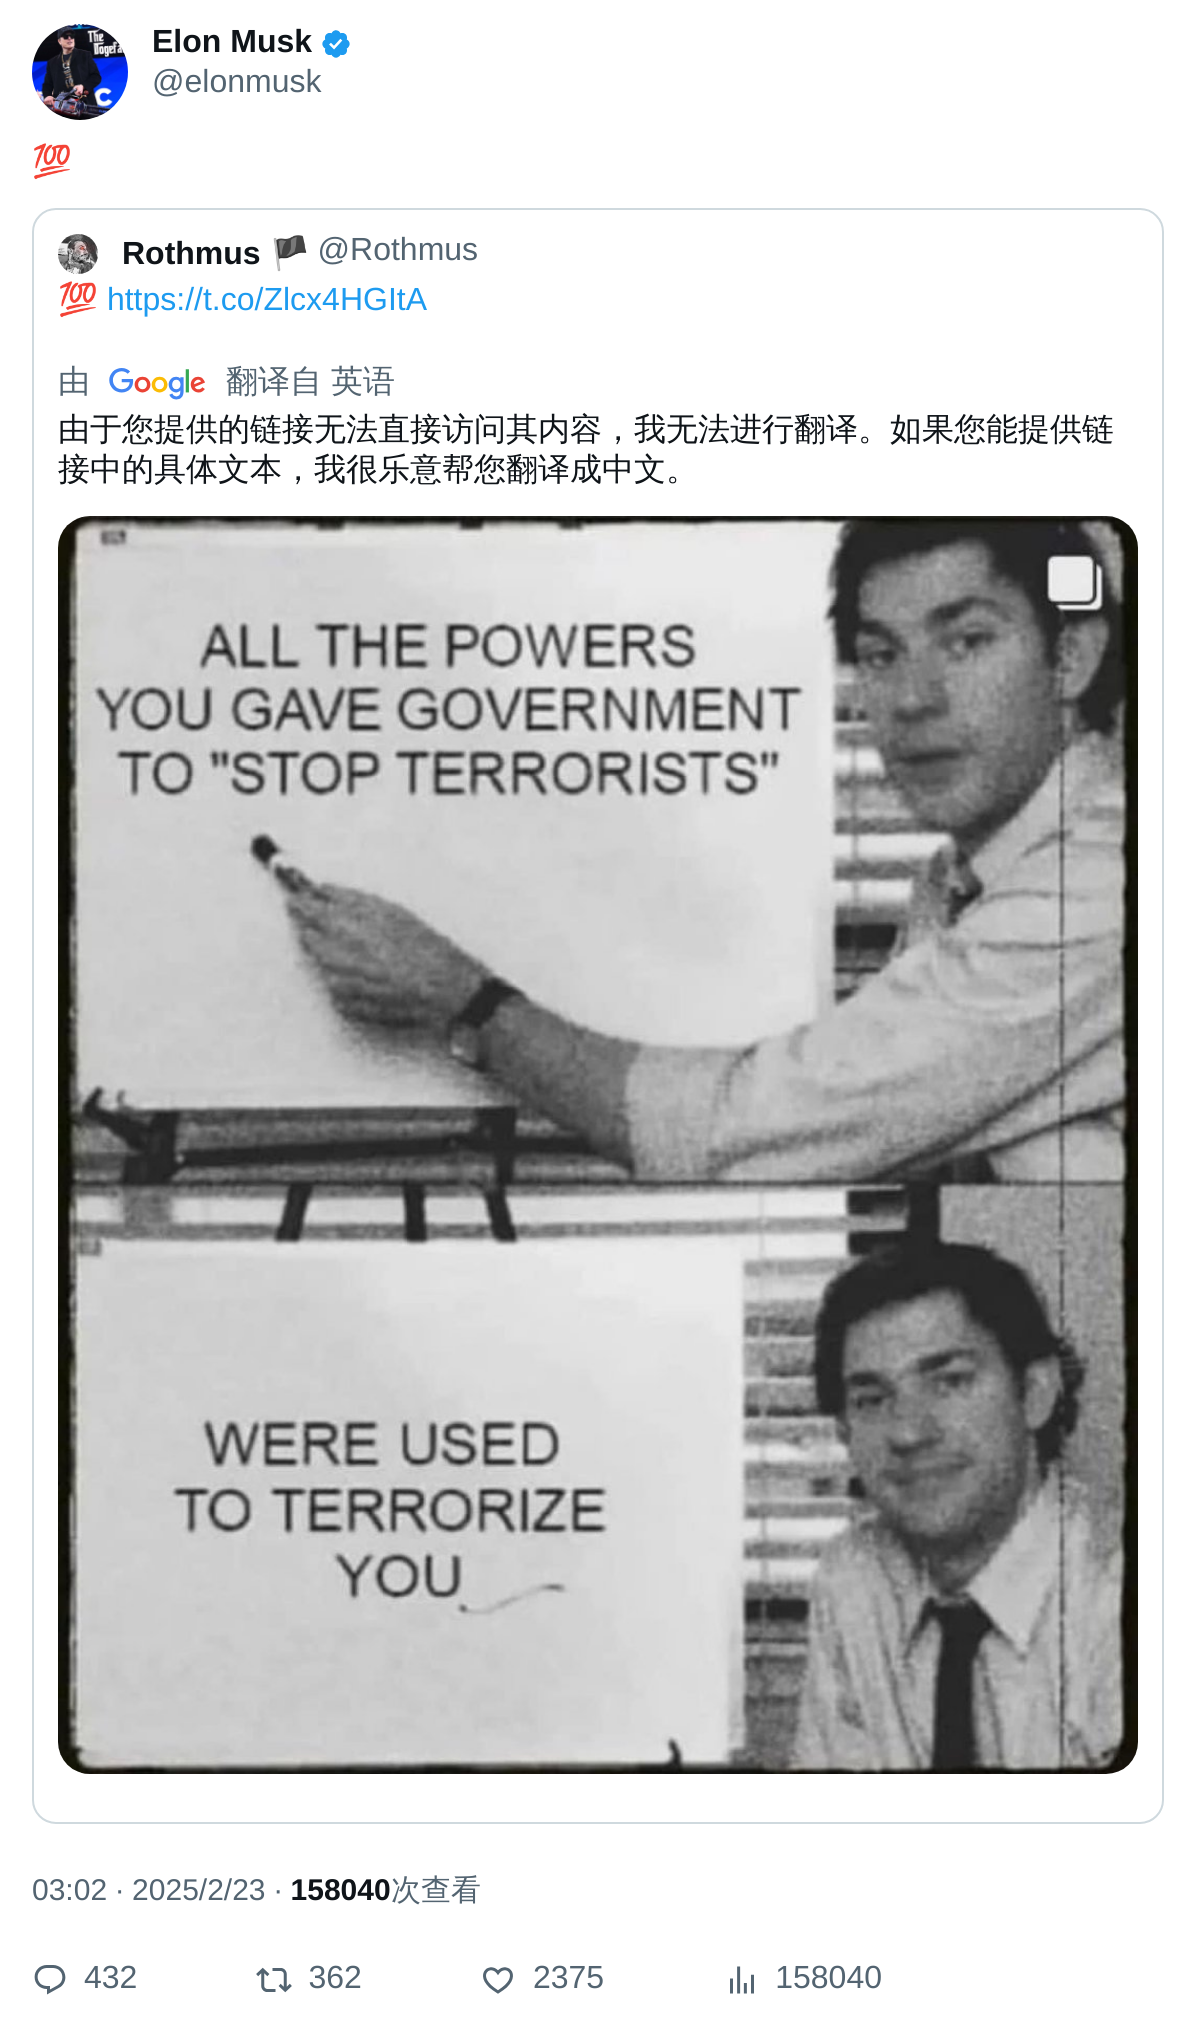 The
Dogefa
C
Elon Musk
@elonmusk
💯
Rothmus 🏴 @Rothmus
💯 https://t.co/Zlcx4HGItA
由 Google 翻译自 英语
由于您提供的链接无法直接访问其内容，我无法进行翻译。如果您能提供链
接中的具体文本，我很乐意帮您翻译成中文。
ALL THE POWERS
YOU GAVE GOVERNMENT
TO "STOP TERRORISTS"
WERE USED
TO TERRORIZE
YOU
03:02 · 2025/2/23 · 158040次查看
432 362 2375 158040